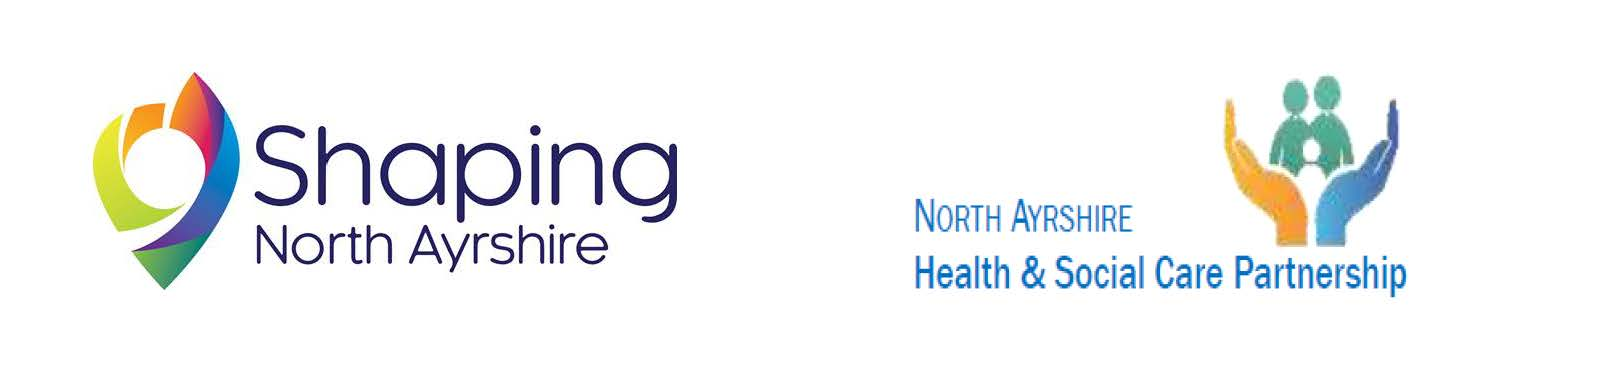 Shaping
North Ayrshire
NORTH AYRSHIRE
Health & Social Care Partnership